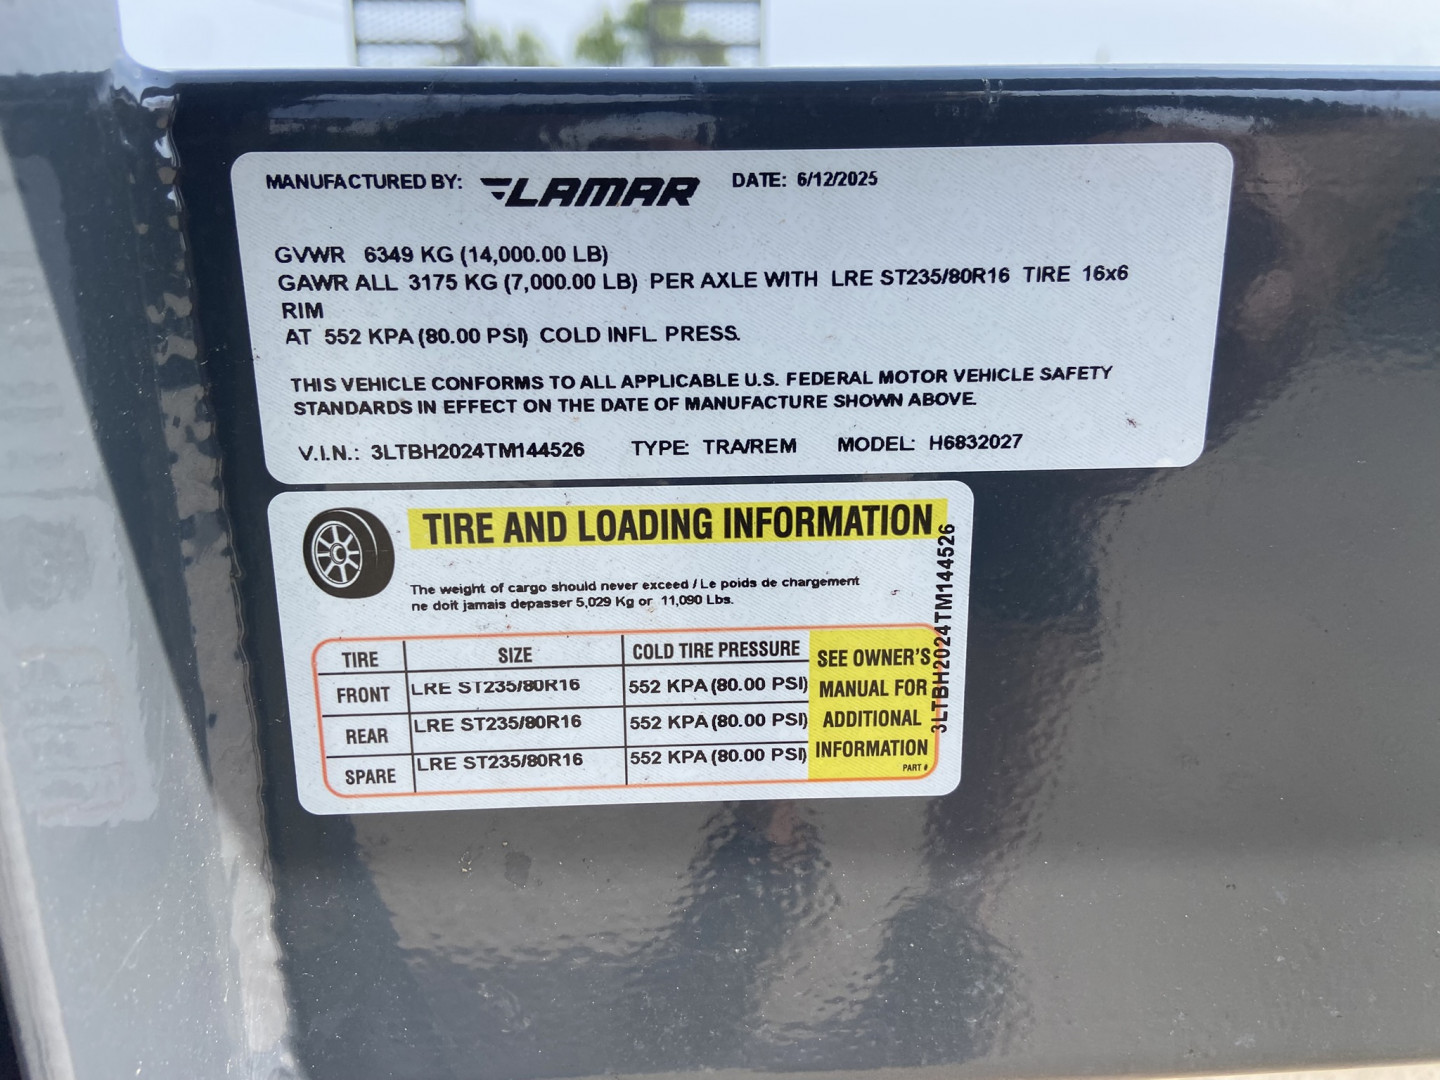 MANUFACTURED BY: LAMAR DATE: 6/12/2025
GVWR 6349 KG (14,000.00 LB)
GAWR ALL 3175 KG (7,000.00 LB) PER AXLE WITH LRE ST235/80R16 TIRE 16x6
RIM
AT 552 KPA (80.00 PSI) COLD INFL. PRESS.
THIS VEHICLE CONFORMS TO ALL APPLICABLE U.S. FEDERAL MOTOR VEHICLE SAFETY
STANDARDS IN EFFECT ON THE DATE OF MANUFACTURE SHOWN ABOVE.
V.I.N.: 3LTBH2024TM144526 TYPE: TRA/REM MODEL: H6832027
TIRE AND LOADING INFORMATION
The weight of cargo should never exceed / Le poids de chargement
ne doit jamais depasser 5,029 Kg or 11,090 Lbs.
TIRE SIZE COLD TIRE PRESSURE
FRONT LRE ST235/80R16 552 KPA (80.00 PSI)
REAR LRE ST235/80R16 552 KPA (80.00 PSI)
SPARE LRE ST235/80R16 552 KPA (80.00 PSI)
SEE OWNER'S
MANUAL FOR
ADDITIONAL
INFORMATION
PART #
3LTBH2024TM144526